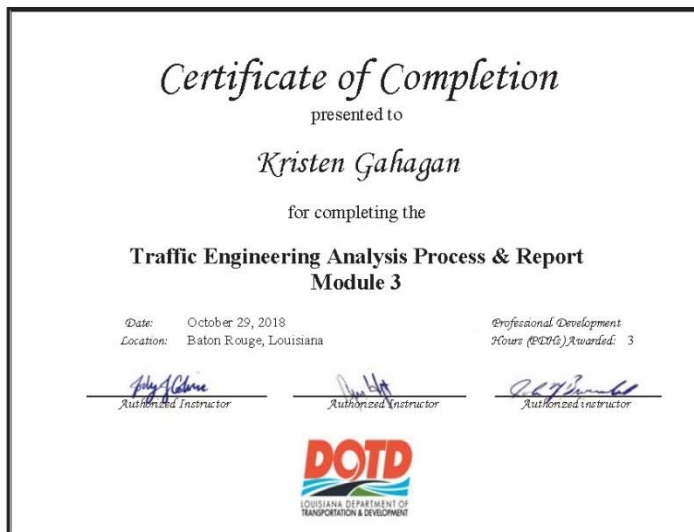 Certificate of Completion
presented to
Kristen Gahagan
for completing the
Traffic Engineering Analysis Process & Report
Module 3
Date: October 29, 2018
Location: Baton Rouge, Louisiana
Professional Development
Hours (PDHs) Awarded: 3
Authorized Instructor
Authorized Instructor
Authorized instructor
DOTD
LOUISIANA DEPARTMENT OF
TRANSPORTATION & DEVELOPMENT